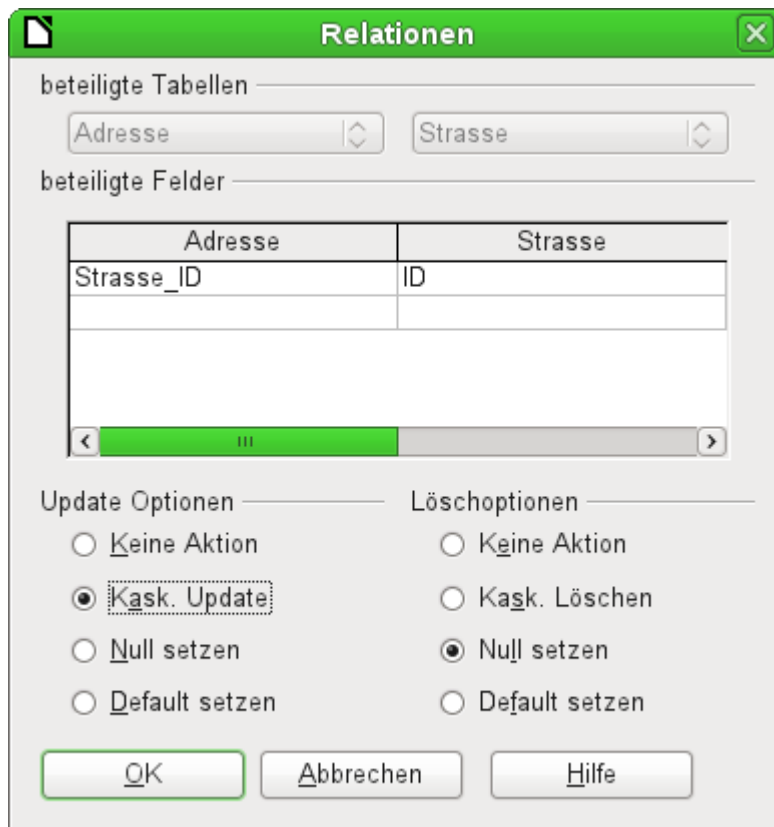 Relationen
beteiligte Tabellen
Adresse Strasse
beteiligte Felder
Adresse Strasse
Strasse_ID ID
Update Optionen Löschoptionen
Keine Aktion Keine Aktion
Kask. Update Kask. Löschen
Null setzen Null setzen
Default setzen Default setzen
OK Abbrechen Hilfe